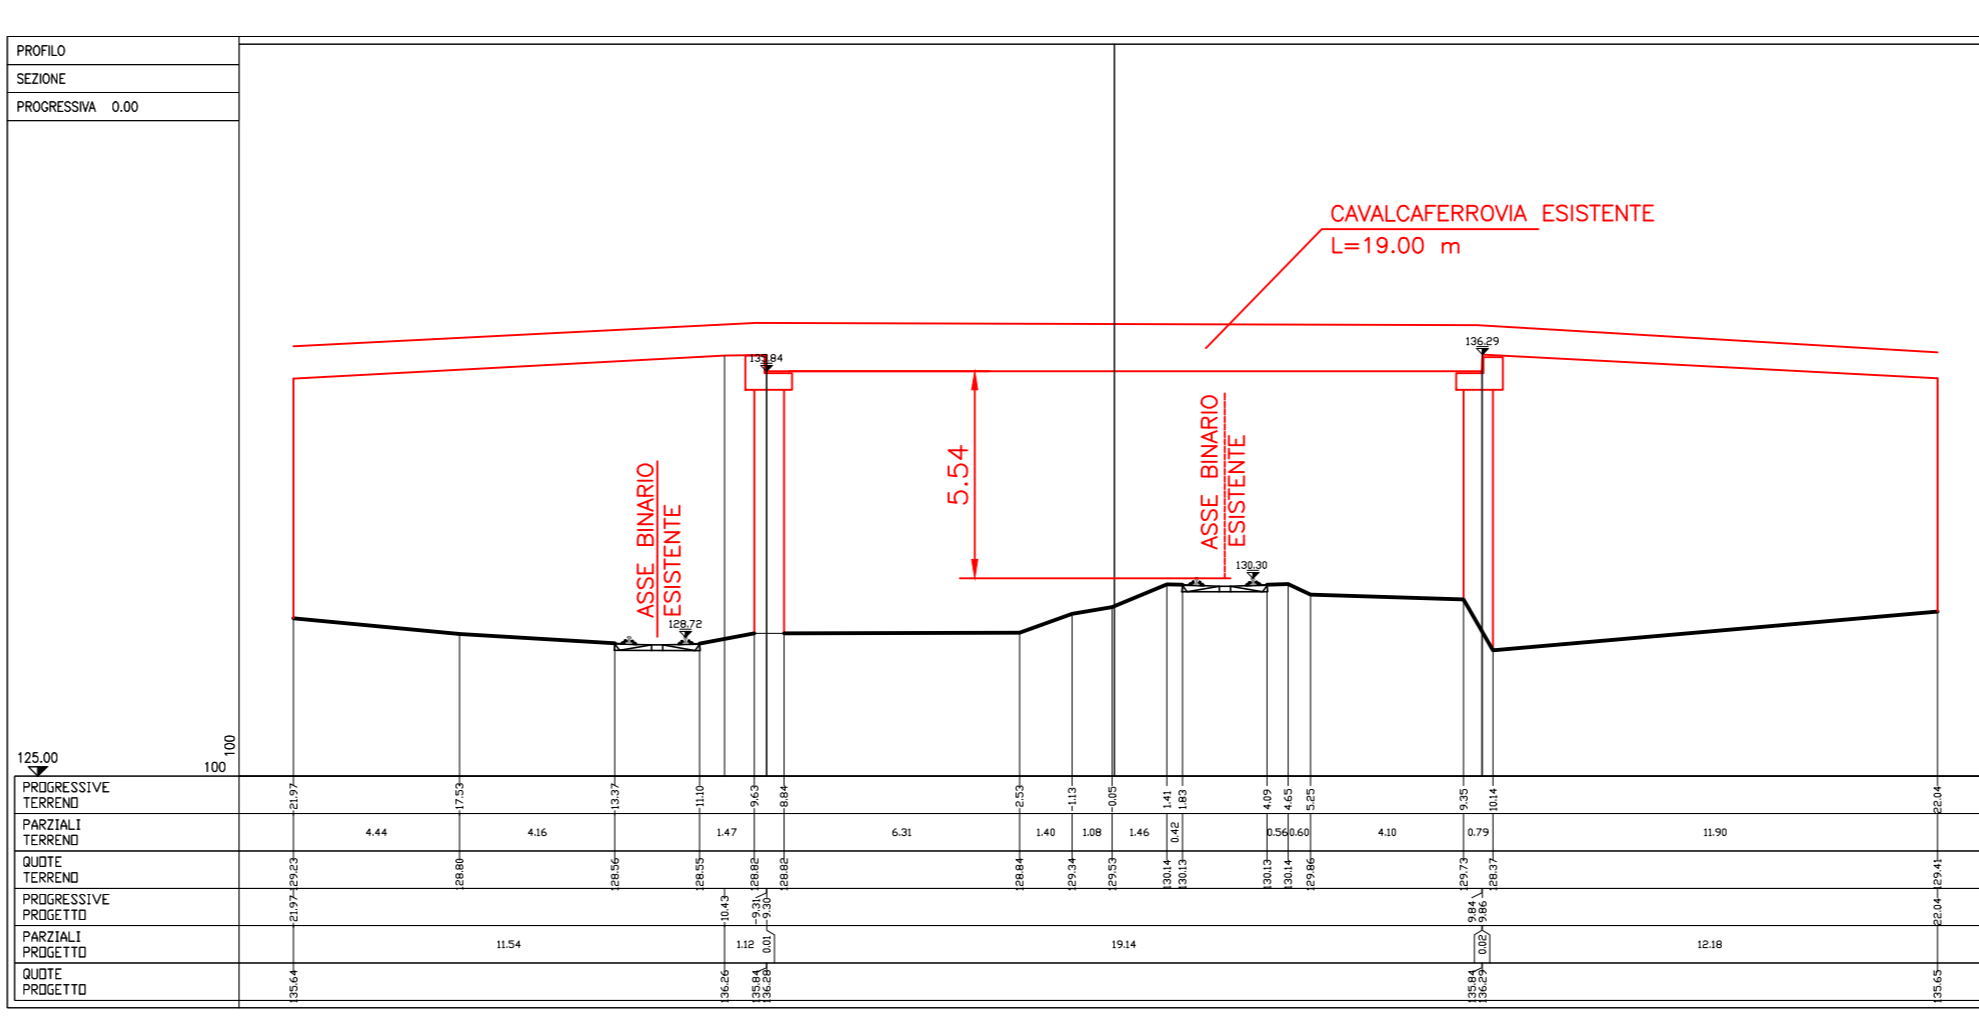 PROFILO
SEZIONE
PROGRESSIVA 0.00
CAVALCAFERROVIA ESISTENTE
L=19.00 m
135.84
136.29
5.54
ASSE BINARIO
ESISTENTE
ASSE BINARIO
ESISTENTE
130.30
128.72
125.00
100
100
PROGRESSIVE
TERRENO
-21.97 -17.53 -13.37 -11.10 -9.63 -8.84 -2.53 -1.13 -0.05 1.41 1.83 4.09 4.65 5.25 9.35 10.14 22.04
PARZIALI
TERRENO
4.44 4.16 1.47 6.31 1.40 1.08 1.46 0.42 0.56 0.60 4.10 0.79 11.90
QUOTE
TERRENO
129.23 128.80 128.56 128.55 128.82 128.82 128.84 129.34 129.53 130.14 130.13 130.13 130.14 129.86 129.73 128.37 129.41
PROGRESSIVE
PROGETTO
-21.97 -10.43 -9.31 -9.30 9.84 9.86 22.04
PARZIALI
PROGETTO
11.54 1.12 0.01 19.14 0.02 12.18
QUOTE
PROGETTO
135.64 136.26 135.84 136.28 135.84 136.29 135.65